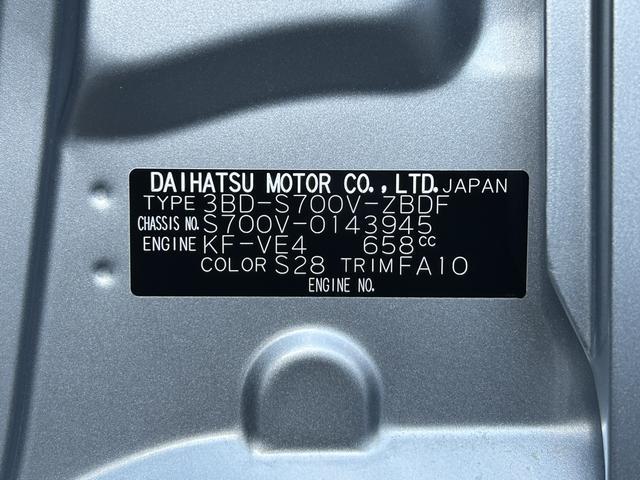 DAIHATSU MOTOR CO.,LTD. JAPAN
TYPE 3BD-S700V-ZBDF
CHASSIS NO. S700V-0143945
ENGINE KF-VE4 658cc
COLOR S28 TRIM FA10
ENGINE NO.